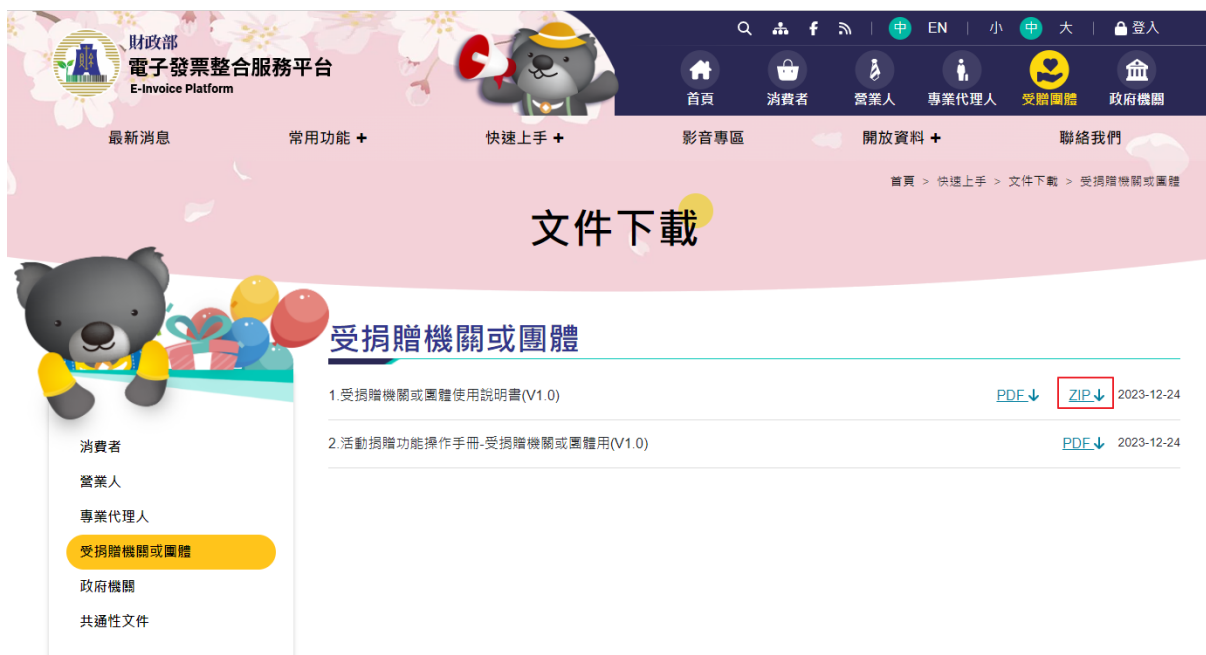 財政部
電子發票整合服務平台
E-Invoice Platform
中 EN 小 中 大 登入
首頁 消費者 營業人 專業代理人 受贈團體 政府機關
最新消息 常用功能 + 快速上手 + 影音專區 開放資料 + 聯絡我們
首頁 > 快速上手 > 文件下載 > 受捐贈機關或團體
文件下載
受捐贈機關或團體
1.受捐贈機關或團體使用說明書(V1.0) PDF ZIP 2023-12-24
2.活動捐贈功能操作手冊-受捐贈機關或團體用(V1.0) PDF 2023-12-24
消費者
營業人
專業代理人
受捐贈機關或團體
政府機關
共通性文件